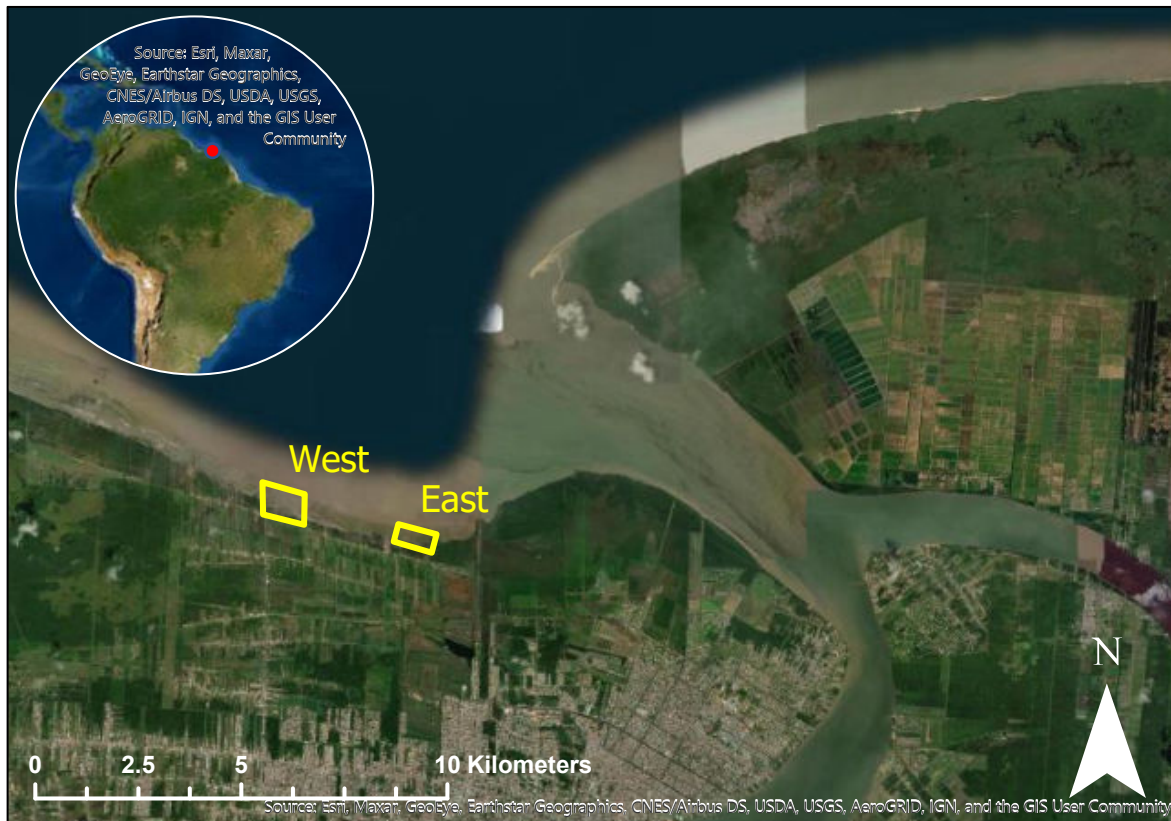 Source: Esri, Maxar,
GeoEye, Earthstar Geographics,
CNES/Airbus DS, USDA, USGS,
AeroGRID, IGN, and the GIS User
Community
West
East
N
0 2.5 5 10 Kilometers
Source: Esri, Maxar, GeoEye, Earthstar Geographics, CNES/Airbus DS, USDA, USGS, AeroGRID, IGN, and the GIS User Community